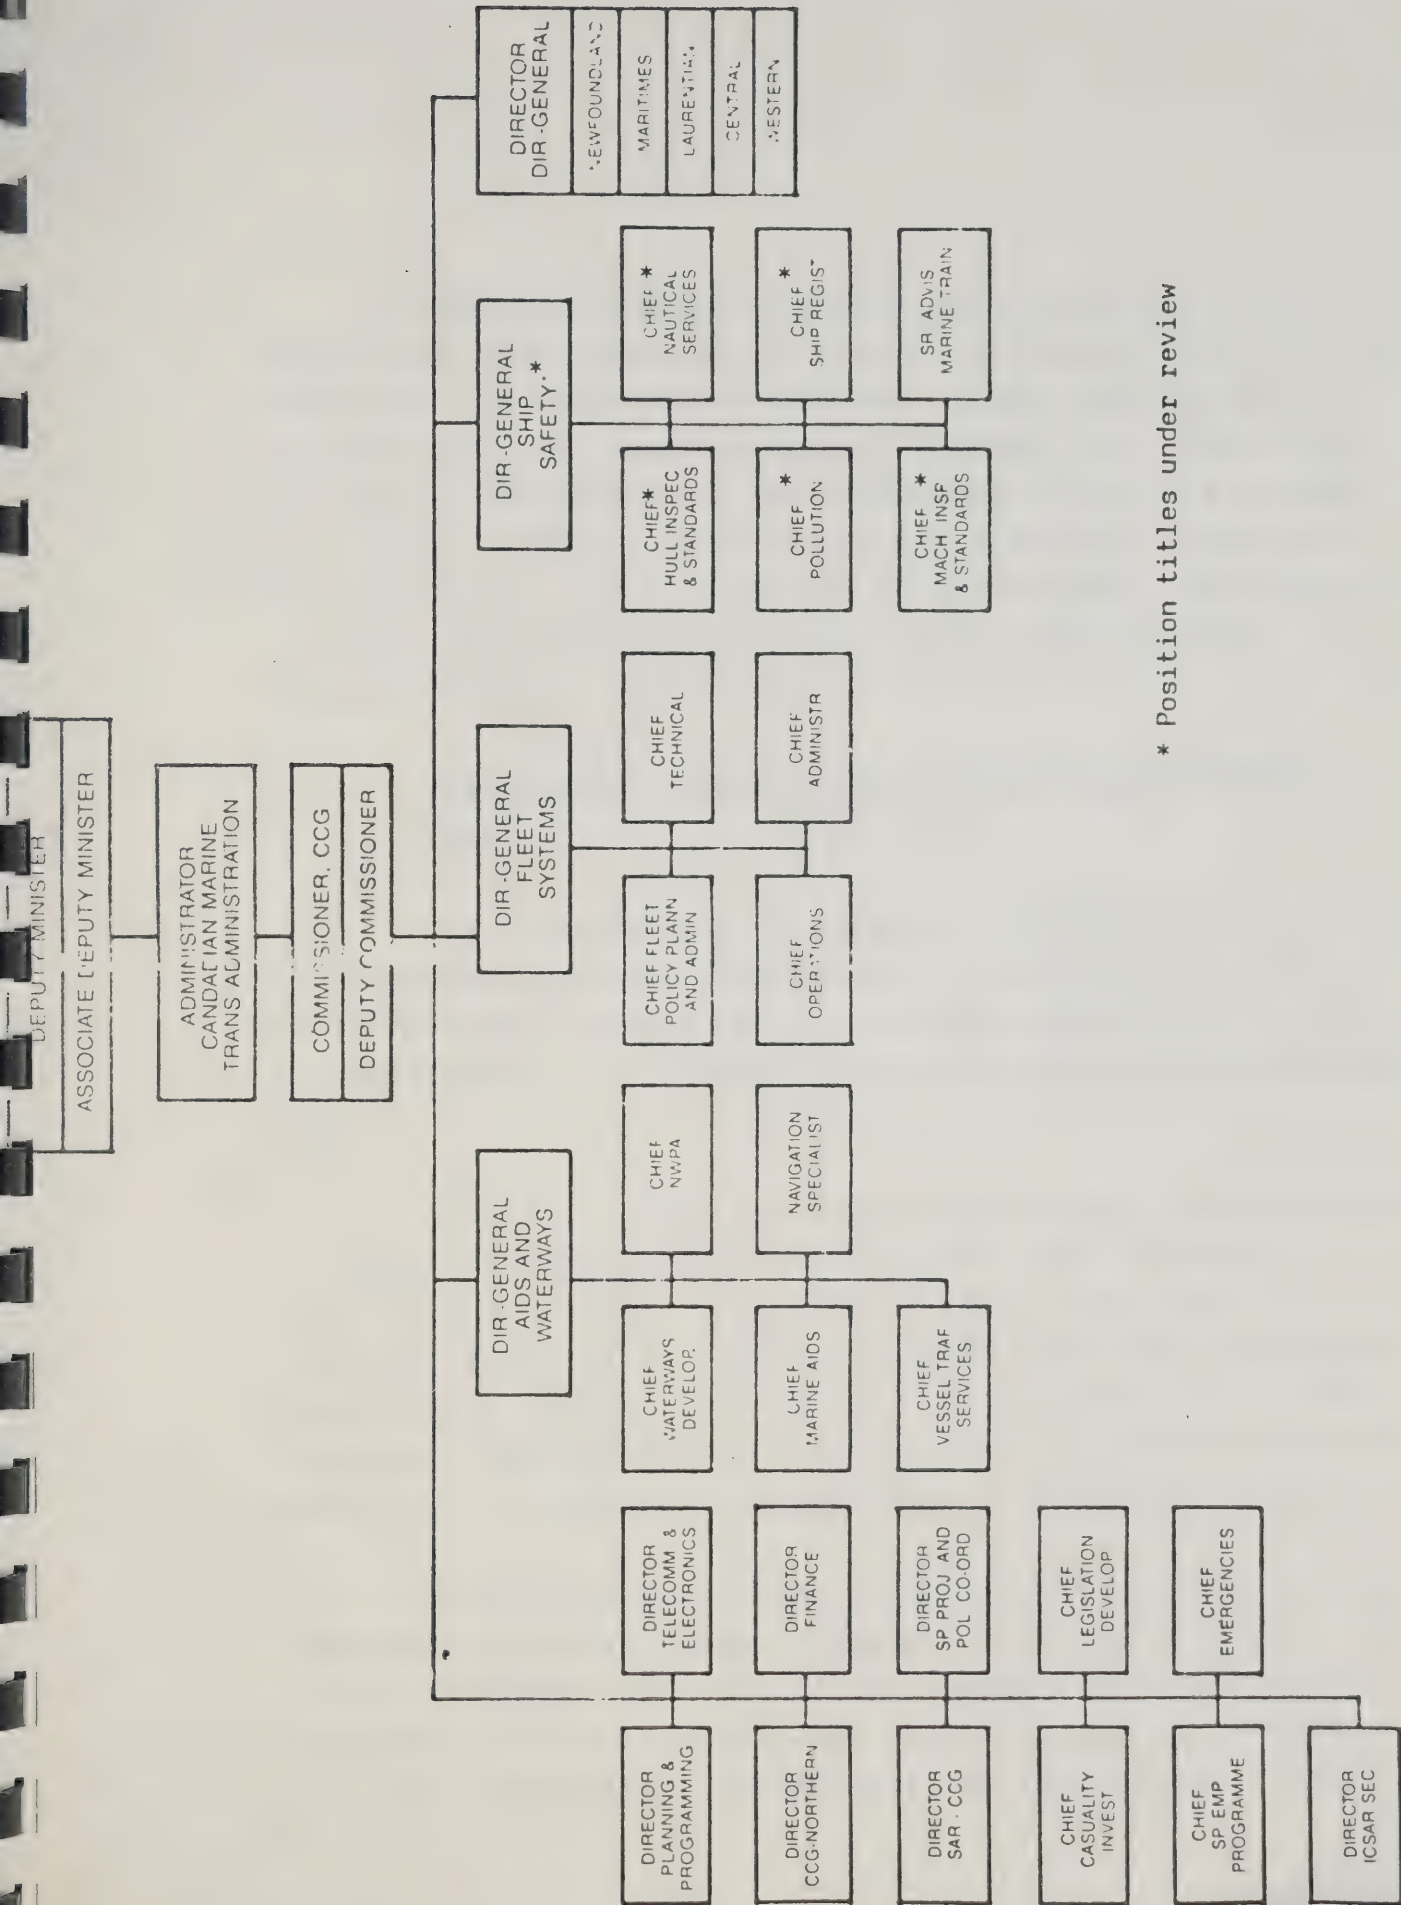 DEPUTY MINISTER
ASSOCIATE DEPUTY MINISTER
ADMINISTRATOR
CANDADIAN MARINE
TRANS ADMINISTRATION
COMMISSIONER, CCG
DEPUTY COMMISSIONER
DIRECTOR
PLANNING &
PROGRAMMING
DIRECTOR
TELECOMM &
ELECTRONICS
DIRECTOR
CCG-NORTHERN
DIRECTOR
FINANCE
DIRECTOR
SAR - CCG
DIRECTOR
SP PROJ AND
POL CO-ORD
CHIEF
CASUALITY
INVEST
CHIEF
LEGISLATION
DEVELOP
CHIEF
SP EMP
PROGRAMME
CHIEF
EMERGENCIES
DIRECTOR
ICSAR SEC
DIR-GENERAL
AIDS AND
WATERWAYS
CHIEF
WATERWAYS
DEVELOP.
CHIEF
NWPA
CHIEF
MARINE AIDS
NAVIGATION
SPECIALIST
CHIEF
VESSEL TRAF
SERVICES
DIR-GENERAL
FLEET
SYSTEMS
CHIEF FLEET
POLICY PLANN
AND ADMIN
CHIEF
TECHNICAL
CHIEF
OPERATIONS
CHIEF
ADMINISTR
DIR-GENERAL
SHIP
SAFETY.*
CHIEF*
HULL INSPEC
& STANDARDS
CHIEF *
NAUTICAL
SERVICES
CHIEF *
POLLUTION
CHIEF *
SHIP REGIST
CHIEF *
MACH INSP
& STANDARDS
SR ADVIS
MARINE TRAIN
DIRECTOR
DIR-GENERAL
NEWFOUNDLAND
MARITIMES
LAURENTIAN
CENTRAL
WESTERN
* Position titles under review